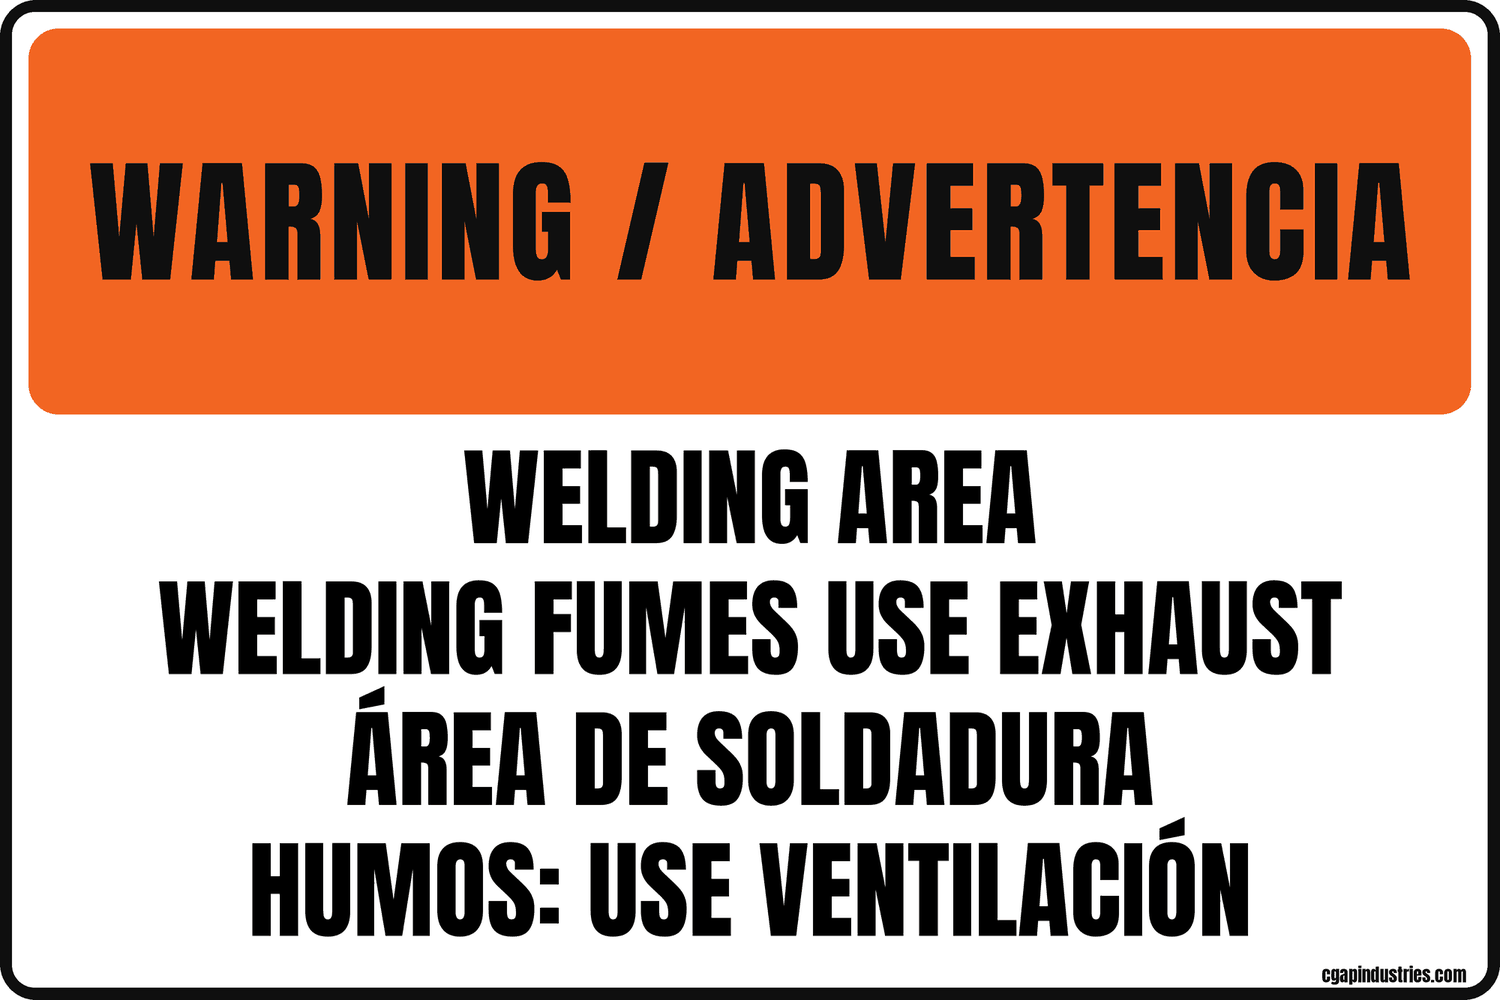 WARNING / ADVERTENCIA
WELDING AREA
WELDING FUMES USE EXHAUST
ÁREA DE SOLDADURA
HUMOS: USE VENTILACIÓN
cgapindustries.com